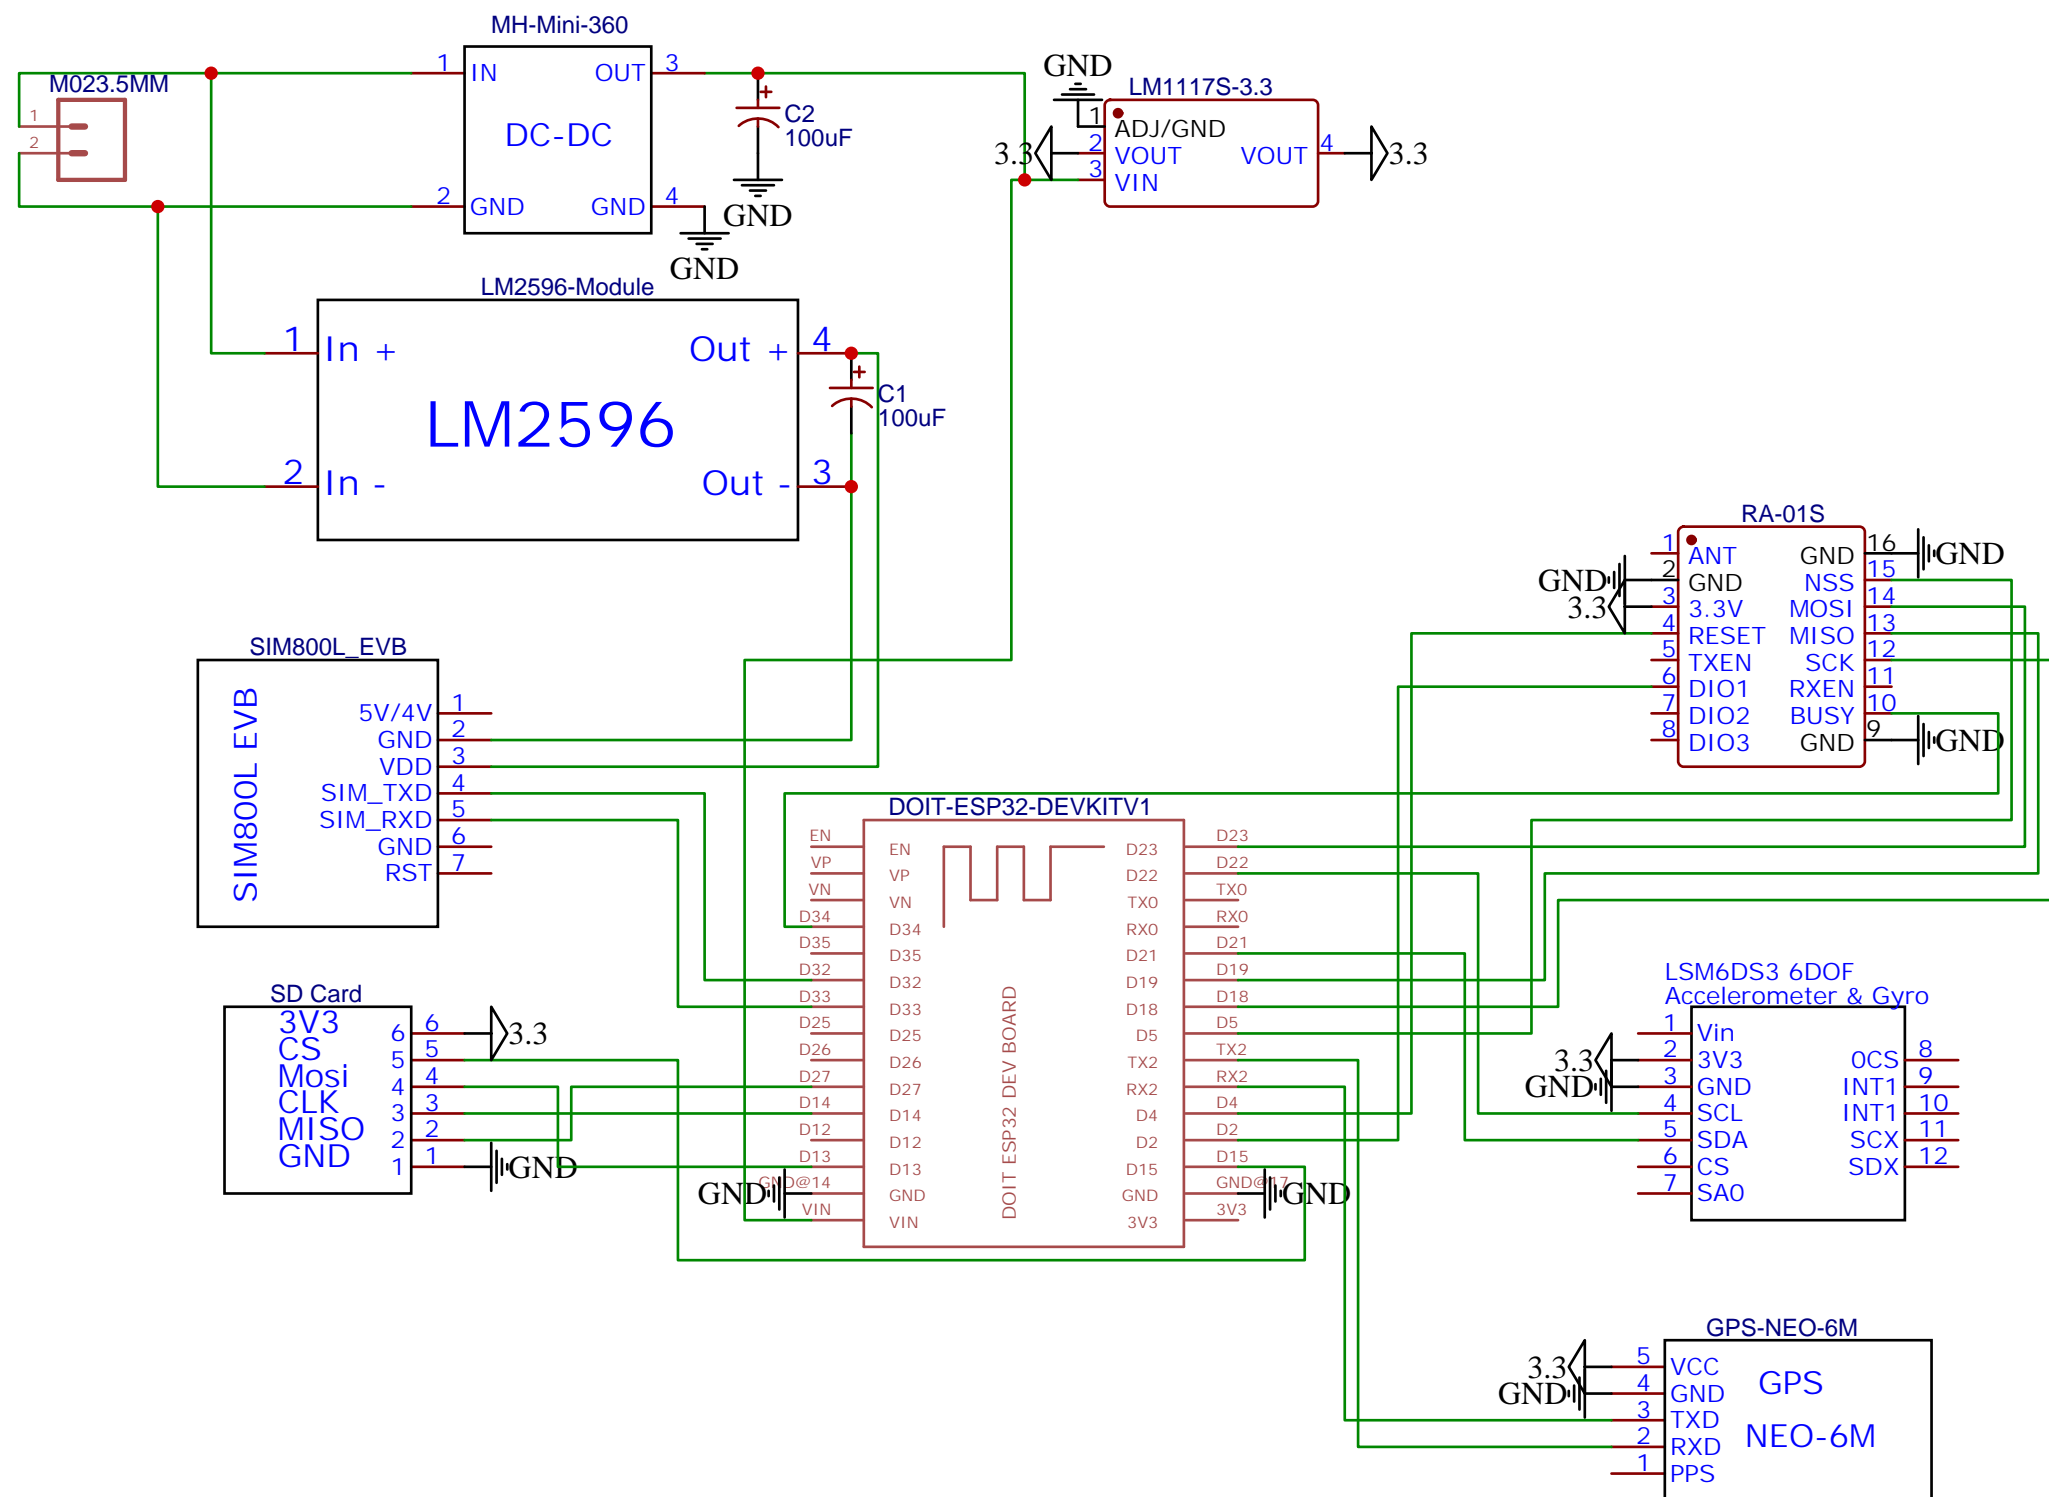 MH-Mini-360
1
IN
OUT
3
DC-DC
2
GND
GND
4
GND
M023.5MM
1
2
C2
100uF
GND
GND
LM1117S-3.3
1
ADJ/GND
3.3
2
VOUT
VOUT
4
3.3
3
VIN
LM2596-Module
1
In +
Out +
4
LM2596
2
In -
Out -
3
C1
100uF
SIM800L_EVB
SIM800L EVB
5V/4V
1
GND
2
VDD
3
SIM_TXD
4
SIM_RXD
5
GND
6
RST
7
RA-01S
1
ANT
GND
16
GND
GND
2
GND
NSS
15
3.3
3
3.3V
MOSI
14
4
RESET
MISO
13
5
TXEN
SCK
12
6
DIO1
RXEN
11
7
DIO2
BUSY
10
8
DIO3
GND
9
GND
DOIT-ESP32-DEVKITV1
EN
EN
D23
D23
VP
VP
D22
D22
VN
VN
TX0
TX0
D34
D34
RX0
RX0
D35
D35
D21
D21
D32
D32
D19
D19
D33
D33
D18
D18
D25
D25
D5
D5
D26
D26
TX2
TX2
D27
D27
RX2
RX2
D14
D14
D4
D4
D12
D12
D2
D2
D13
D13
D15
D15
GND
GND@14
GND
GND
GND@17
GND
VIN
VIN
3V3
3V3
DOIT ESP32 DEV BOARD
SD Card
3V3
6
6
3.3
CS
5
5
Mosi
4
4
CLK
3
3
MISO
2
2
GND
1
1
GND
LSM6DS3 6DOF
Accelerometer & Gyro
1
Vin
3.3
2
3V3
OCS
8
GND
3
GND
INT1
9
4
SCL
INT1
10
5
SDA
SCX
11
6
CS
SDX
12
7
SA0
GPS-NEO-6M
3.3
5
VCC
GPS
GND
4
GND
3
TXD
NEO-6M
2
RXD
1
PPS